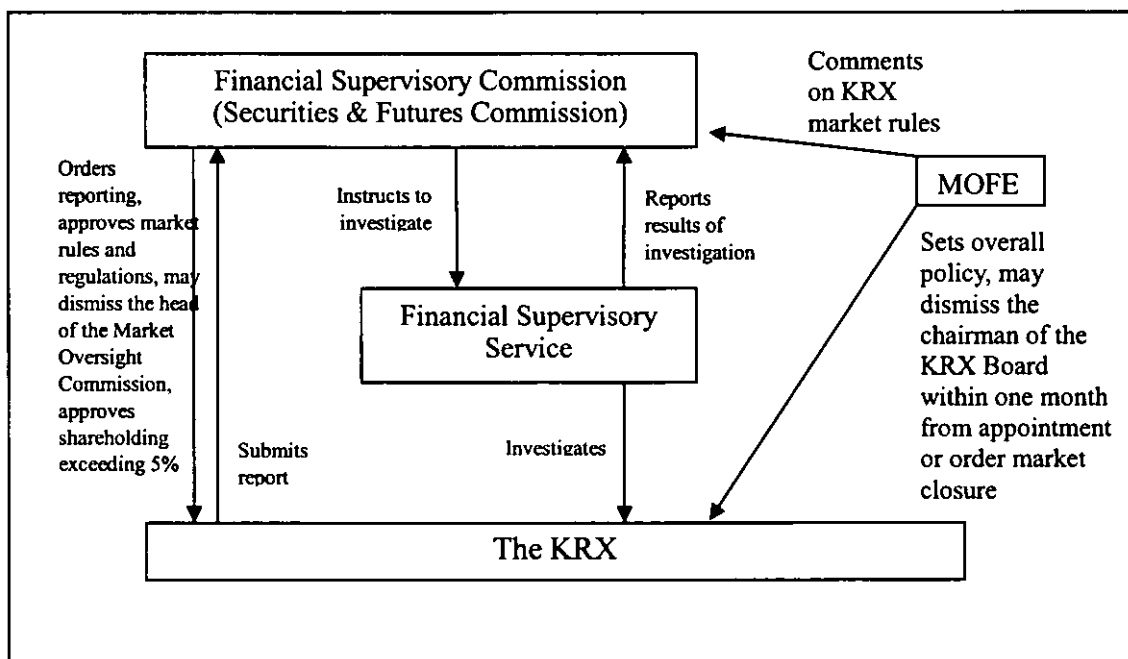 Financial Supervisory Commission
(Securities & Futures Commission)
Comments
on KRX
market rules
MOFE
Orders
reporting,
approves market
rules and
regulations, may
dismiss the head
of the Market
Oversight
Commission,
approves
shareholding
exceeding 5%
Submits
report
Instructs to
investigate
Reports
results of
investigation
Financial Supervisory
Service
Investigates
Sets overall
policy, may
dismiss the
chairman of the
KRX Board
within one month
from appointment
or order market
closure
The KRX